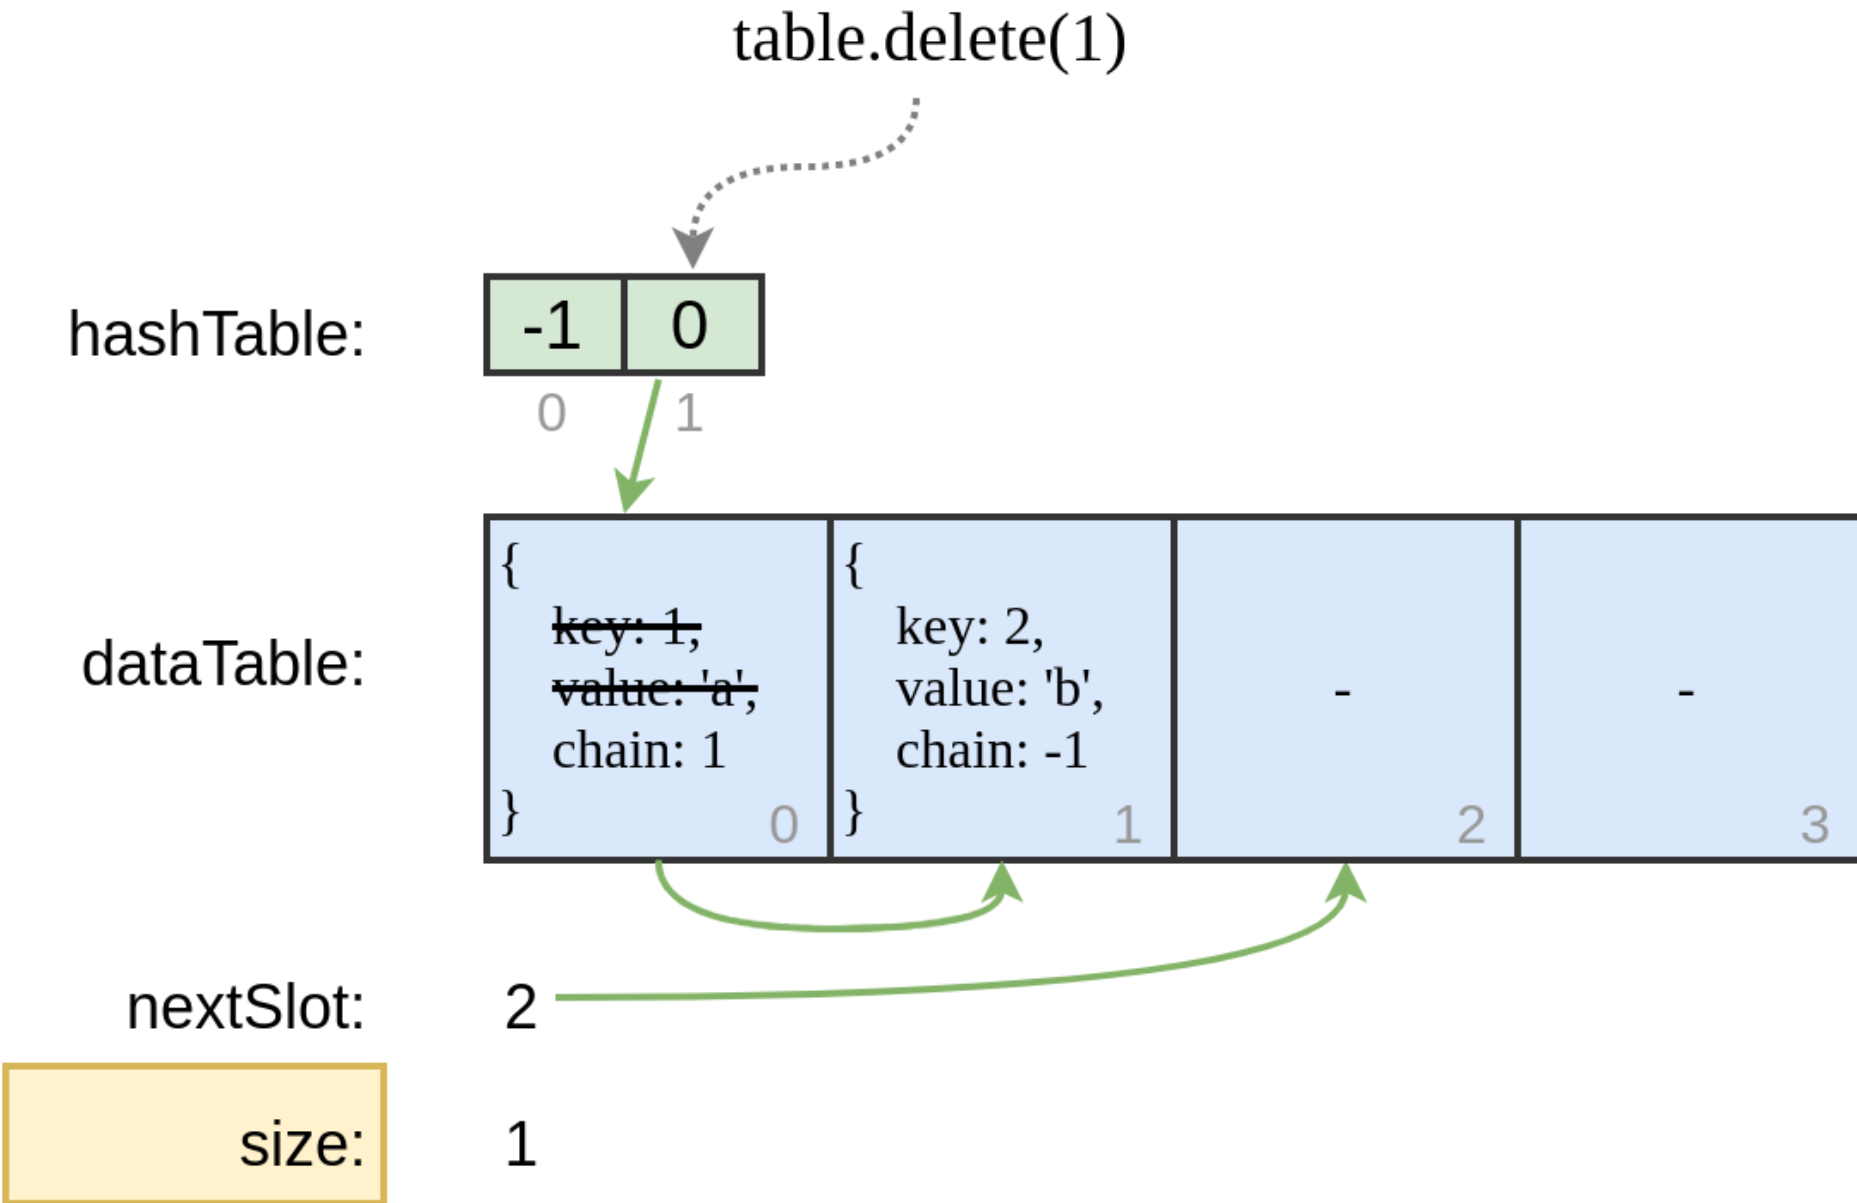 table.delete(1)
hashTable:
-1 0
0 1
dataTable:
{
key: 1,
value: 'a',
chain: 1
}
0
{
key: 2,
value: 'b',
chain: -1
}
1
-
2
-
3
nextSlot: 2
size: 1